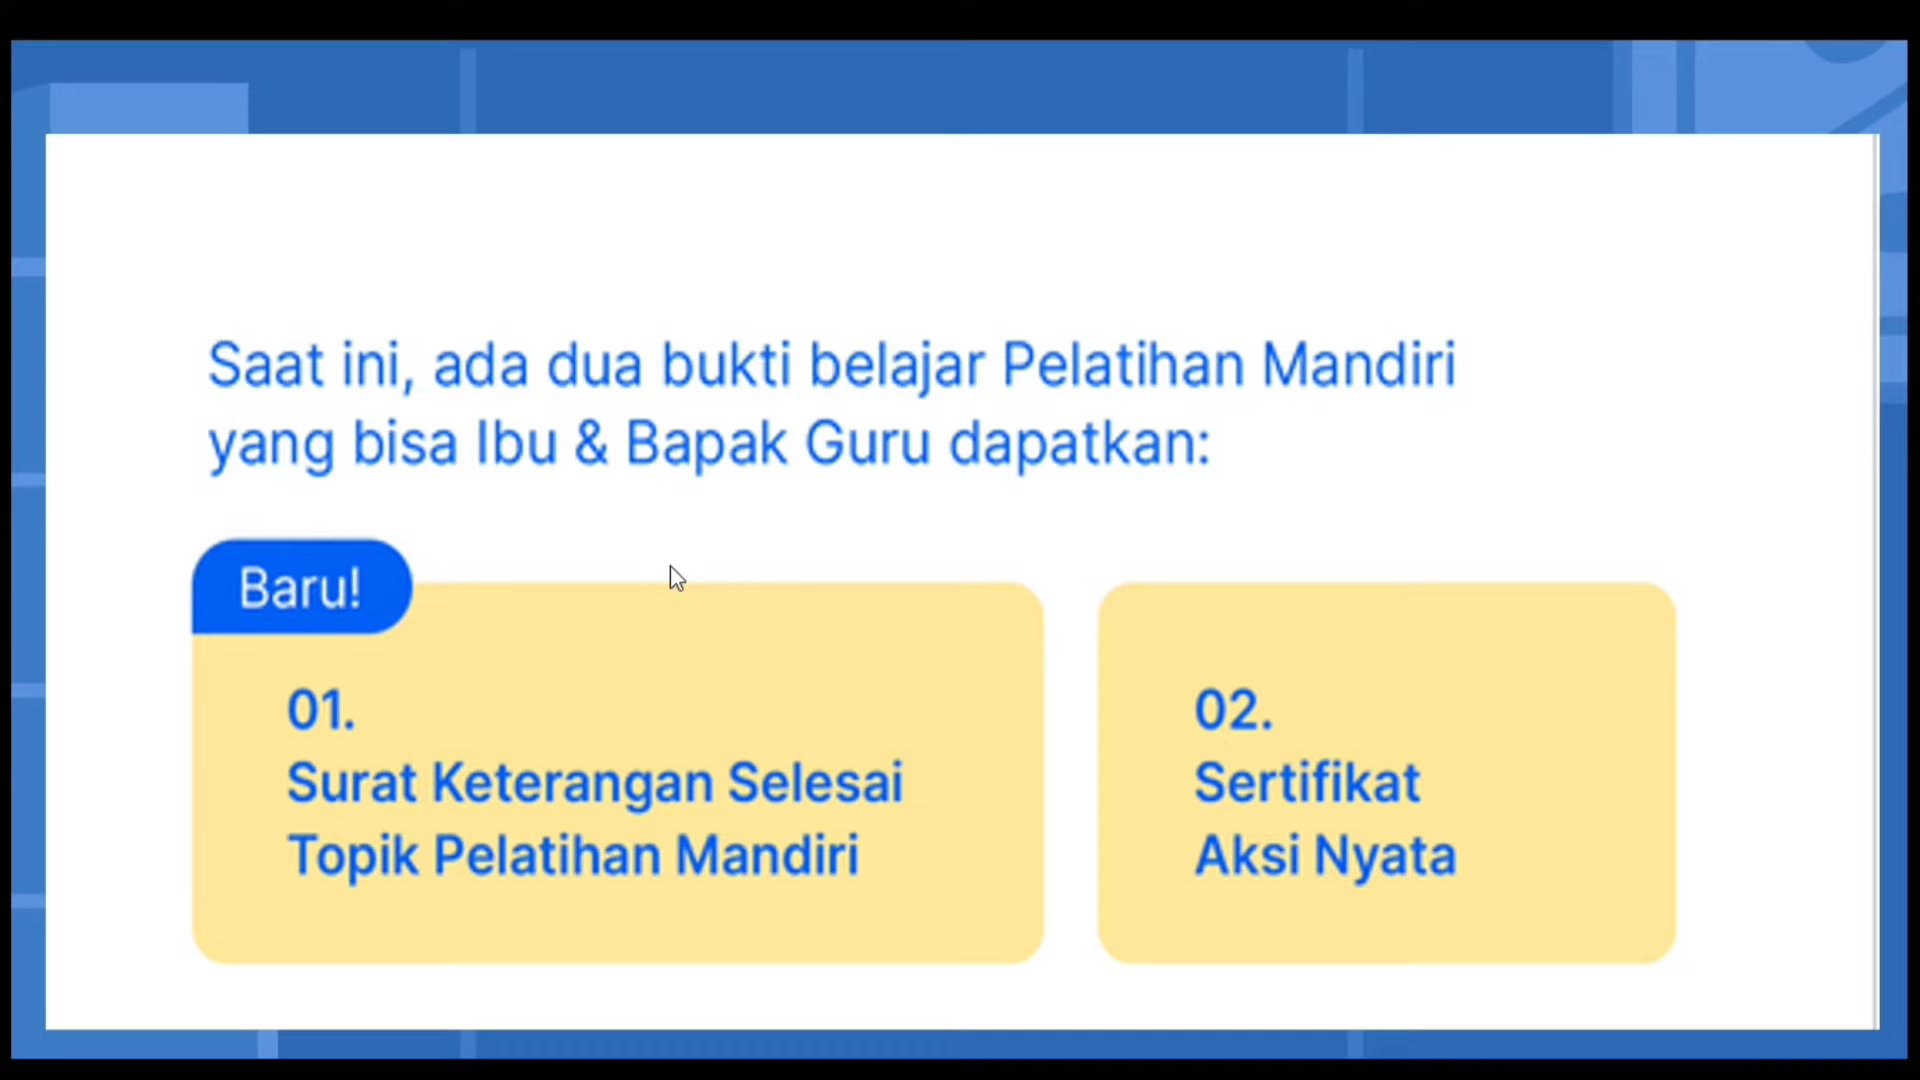 Saat ini, ada dua bukti belajar Pelatihan Mandiri
yang bisa Ibu & Bapak Guru dapatkan:
Baru!
01.
Surat Keterangan Selesai
Topik Pelatihan Mandiri
02.
Sertifikat
Aksi Nyata